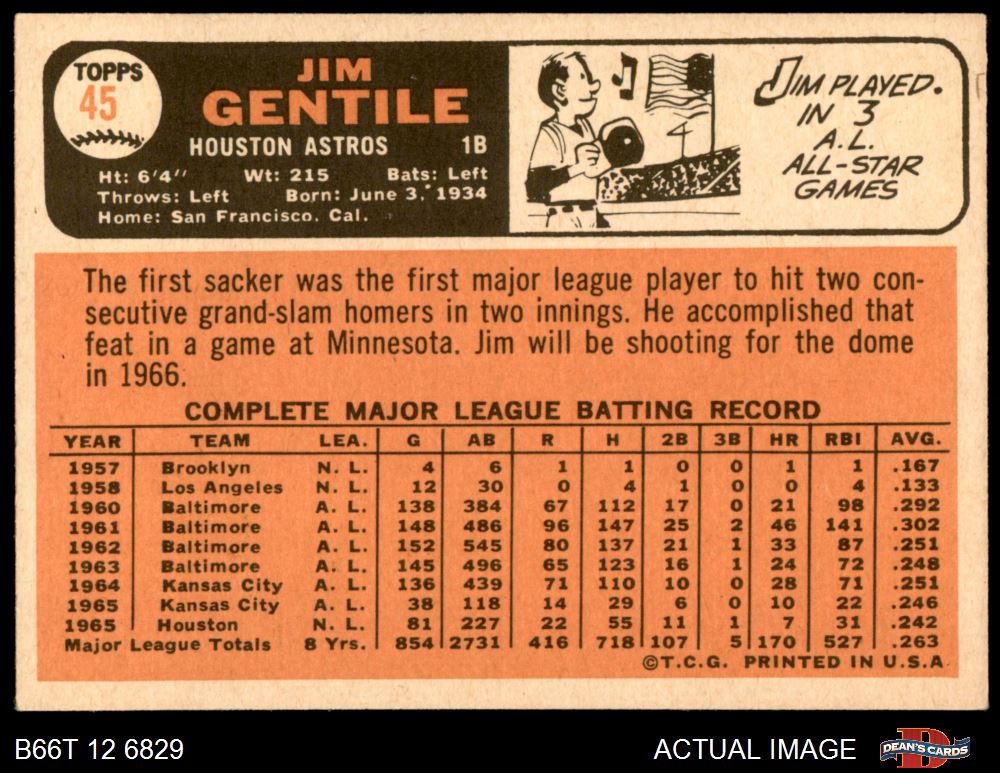 TOPPS
45
JIM
GENTILE
HOUSTON ASTROS 1B
Ht: 6'4" Wt: 215 Bats: Left
Throws: Left Born: June 3, 1934
Home: San Francisco, Cal.
JIM PLAYED
IN 3
A.L.
ALL-STAR
GAMES
The first sacker was the first major league player to hit two con-
secutive grand-slam homers in two innings. He accomplished that
feat in a game at Minnesota. Jim will be shooting for the dome
in 1966.
COMPLETE MAJOR LEAGUE BATTING RECORD
YEAR TEAM LEA. G AB R H 2B 3B HR RBI AVG.
1957 Brooklyn N. L. 4 6 1 1 0 0 1 1 .167
1958 Los Angeles N. L. 12 30 0 4 1 0 0 4 .133
1960 Baltimore A. L. 138 384 67 112 17 0 21 98 .292
1961 Baltimore A. L. 148 486 96 147 25 2 46 141 .302
1962 Baltimore A. L. 152 545 80 137 21 1 33 87 .251
1963 Baltimore A. L. 145 496 65 123 16 1 24 72 .248
1964 Kansas City A. L. 136 439 71 110 10 0 28 71 .251
1965 Kansas City A. L. 38 118 14 29 6 0 10 22 .246
1965 Houston N. L. 81 227 22 55 11 1 7 31 .242
Major League Totals 8 Yrs. 854 2731 416 718 107 5 170 527 .263
©T.C.G. PRINTED IN U.S.A.
B66T 12 6829 ACTUAL IMAGE DEAN'S CARDS